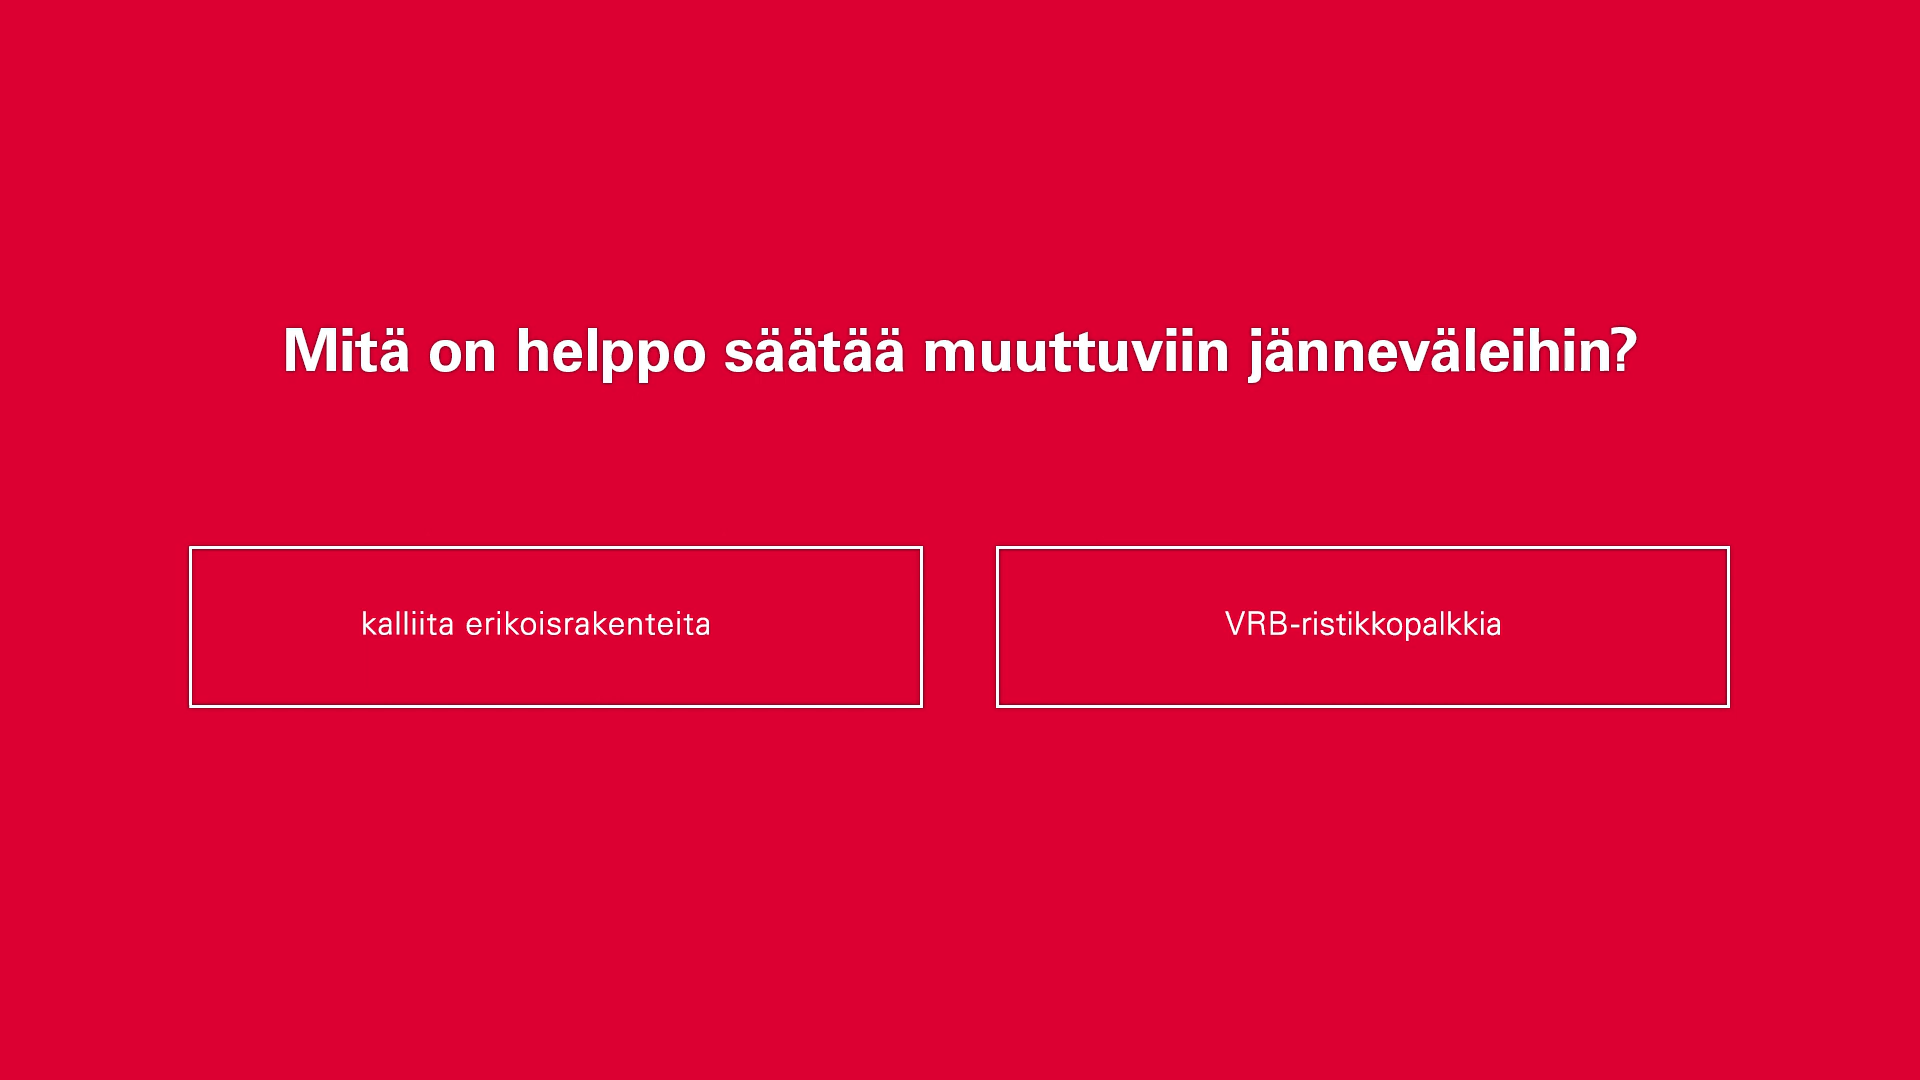 Mitä on helppo säätää muuttuviin jänneväleihin?
kalliita erikoisrakenteita
VRB-ristikkopalkkia